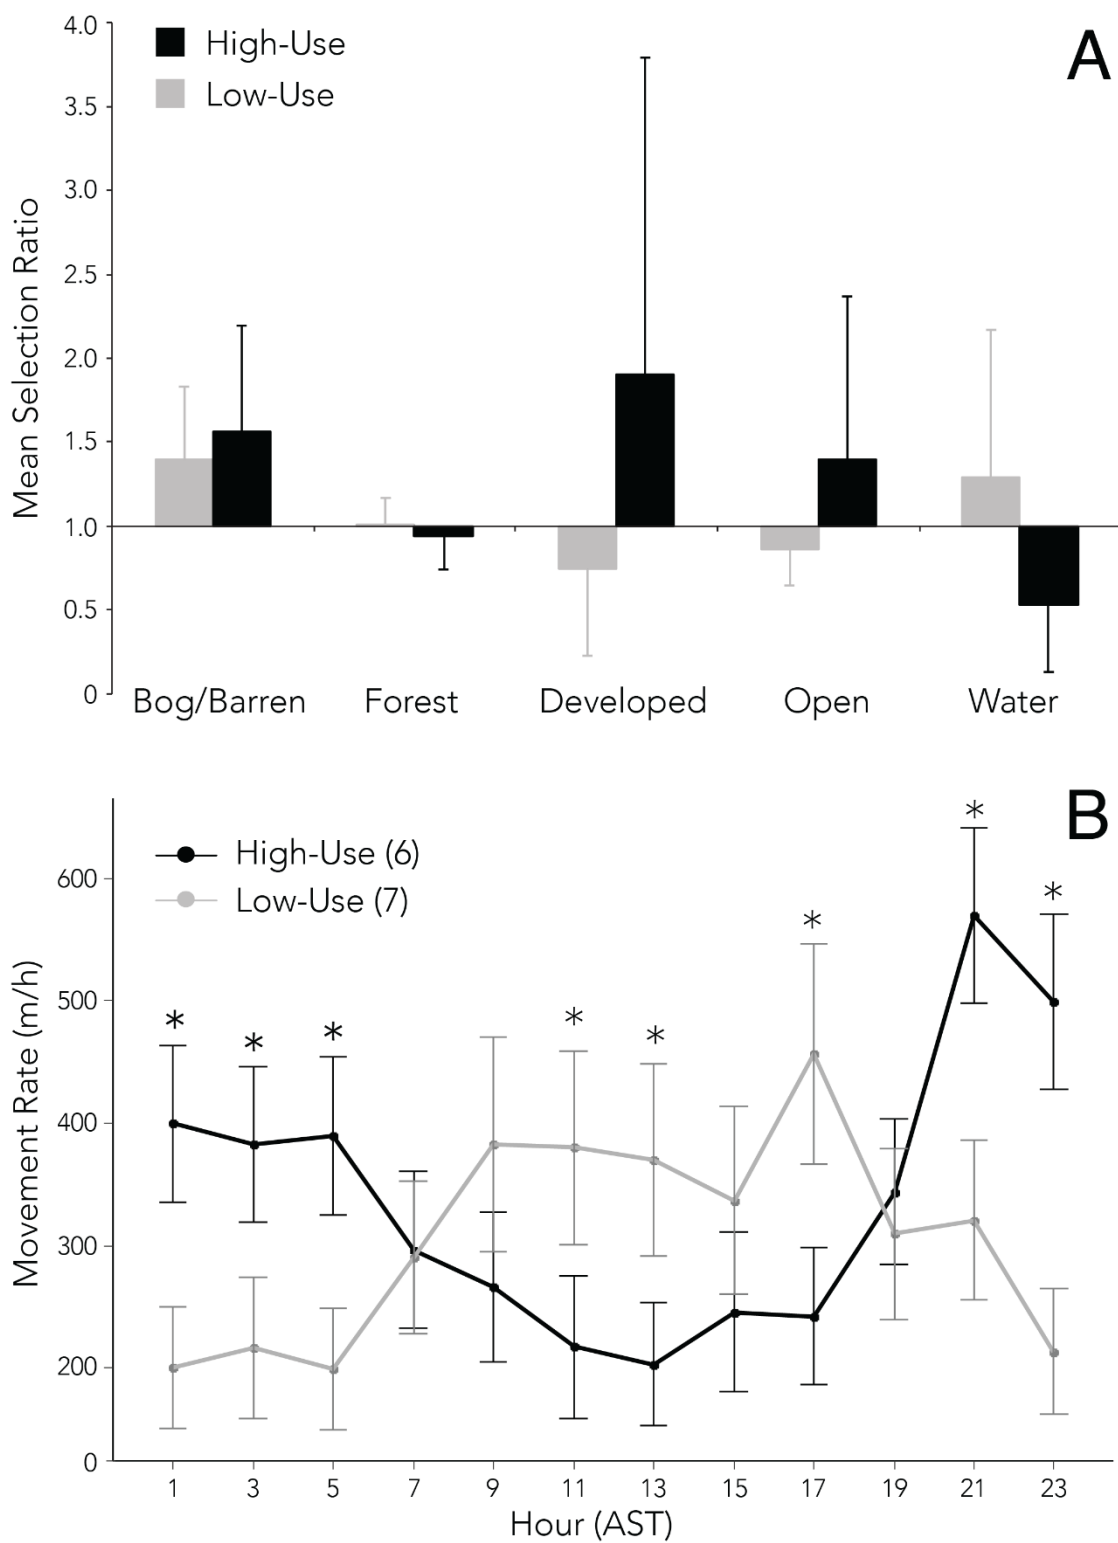 A
High-Use
Low-Use
Mean Selection Ratio
4.0
3.5
3.0
2.5
2.0
1.5
1.0
0.5
0
Bog/Barren Forest Developed Open Water
B
High-Use (6)
Low-Use (7)
Movement Rate (m/h)
600
500
400
300
200
0
* * * * * * * *
1 3 5 7 9 11 13 15 17 19 21 23
Hour (AST)